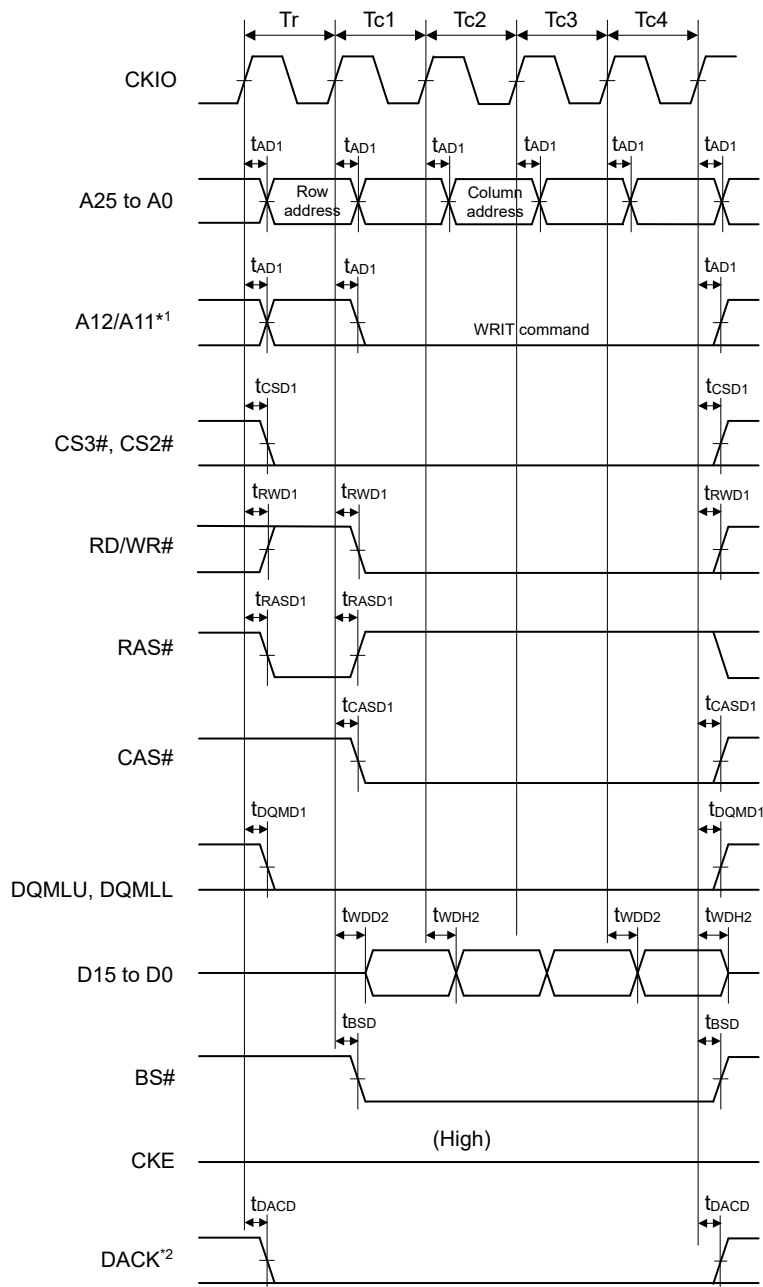 Tr Tc1 Tc2 Tc3 Tc4
CKIO
tAD1 tAD1 tAD1 tAD1 tAD1 tAD1
A25 to A0
Row address
Column address
tAD1 tAD1 tAD1
A12/A11*1
WRIT command
tCSD1 tCSD1
CS3#, CS2#
tRWD1 tRWD1 tRWD1
RD/WR#
tRASD1 tRASD1
RAS#
tCASD1 tCASD1
CAS#
tDQMD1 tDQMD1
DQMLU, DQMLL
tWDD2 tWDH2 tWDD2 tWDH2
D15 to D0
tBSD tBSD
BS#
(High)
CKE
tDACD tDACD
DACK*2